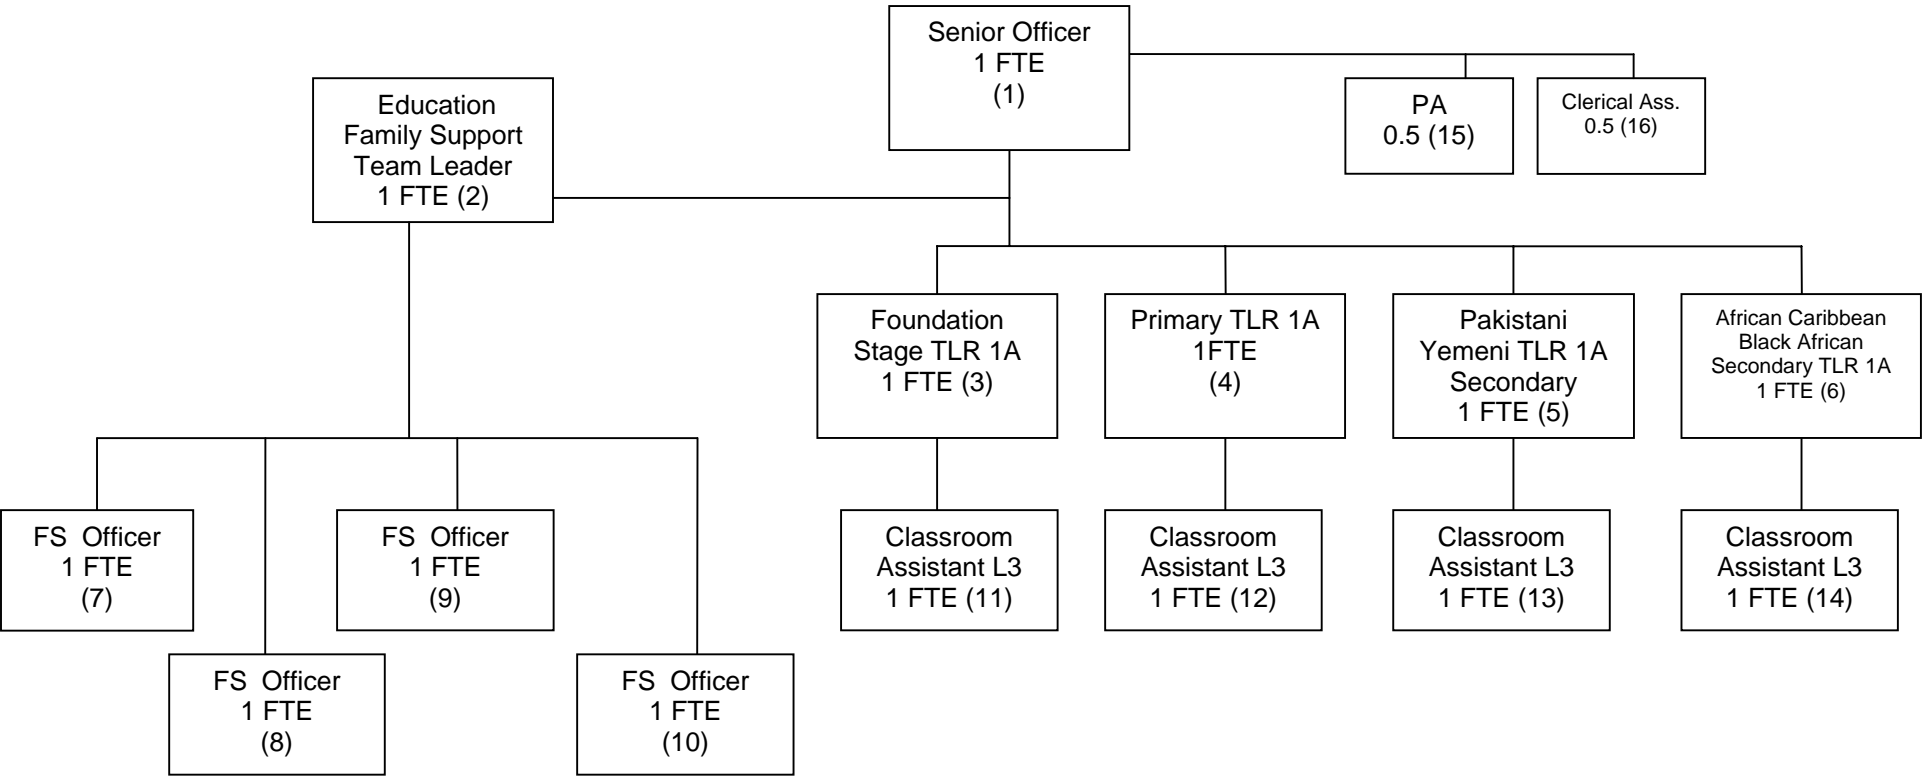 Senior Officer
1 FTE
(1)
Education
Family Support
Team Leader
1 FTE (2)
PA
0.5 (15)
Clerical Ass.
0.5 (16)
Foundation
Stage TLR 1A
1 FTE (3)
Primary TLR 1A
1FTE
(4)
Pakistani
Yemeni TLR 1A
Secondary
1 FTE (5)
African Caribbean
Black African
Secondary TLR 1A
1 FTE (6)
FS Officer
1 FTE
(7)
FS Officer
1 FTE
(9)
Classroom
Assistant L3
1 FTE (11)
Classroom
Assistant L3
1 FTE (12)
Classroom
Assistant L3
1 FTE (13)
Classroom
Assistant L3
1 FTE (14)
FS Officer
1 FTE
(8)
FS Officer
1 FTE
(10)